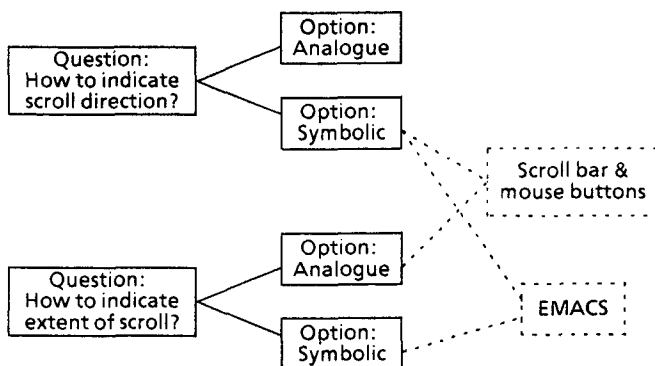 Option:
Analogue
Question:
How to indicate
scroll direction?
Option:
Symbolic
Scroll bar &
mouse buttons
Option:
Analogue
Question:
How to indicate
extent of scroll?
EMACS
Option:
Symbolic